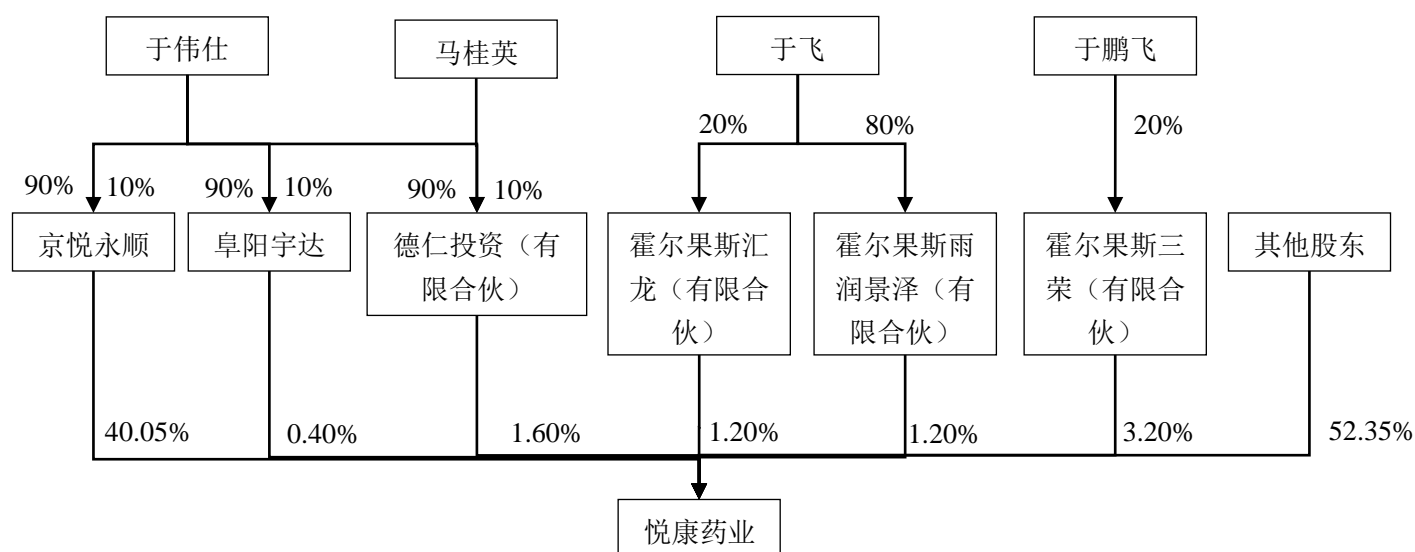 于伟仕
马桂英
于飞
于鹏飞
20%
80%
20%
90%
10%
90%
10%
90%
10%
京悦永顺
阜阳宇达
德仁投资（有
限合伙）
霍尔果斯汇
龙（有限合
伙）
霍尔果斯雨
润景泽（有
限合伙）
霍尔果斯三
荣（有限合
伙）
其他股东
40.05%
0.40%
1.60%
1.20%
1.20%
3.20%
52.35%
悦康药业